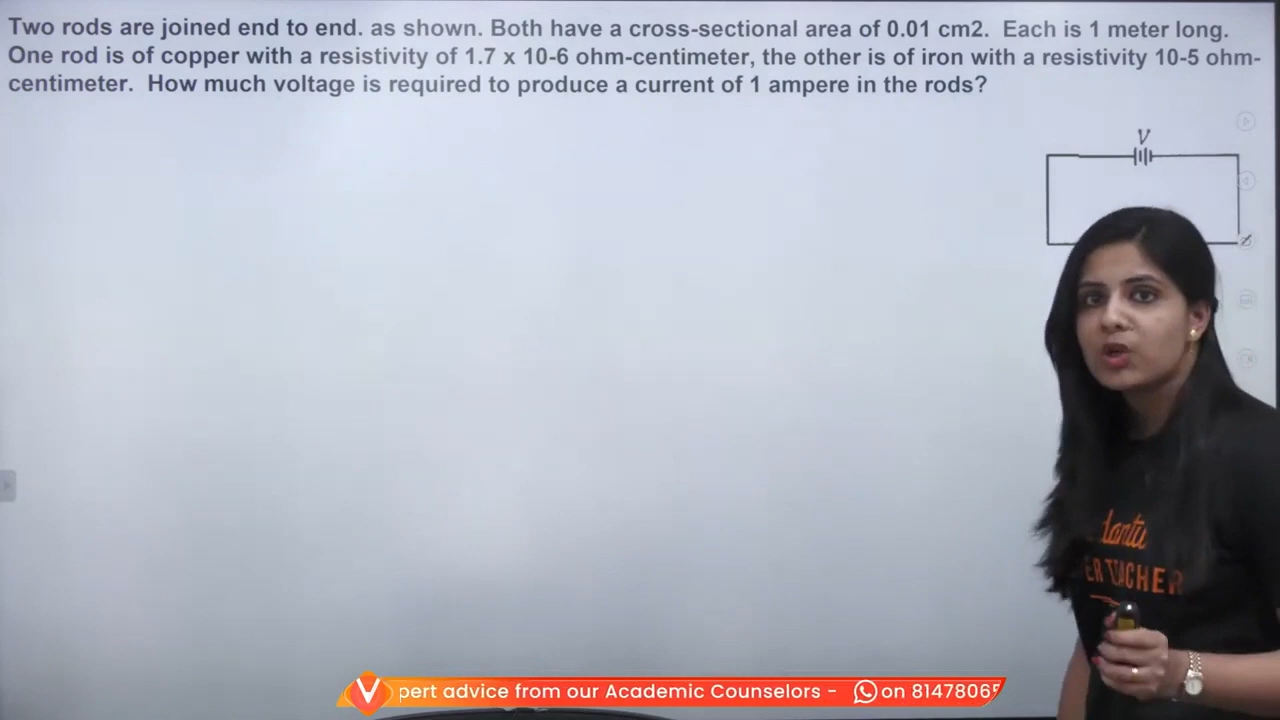 Two rods are joined end to end. as shown. Both have a cross-sectional area of 0.01 cm2.  Each is 1 meter long.
One rod is of copper with a resistivity of 1.7 x 10-6 ohm-centimeter, the other is of iron with a resistivity 10-5 ohm-
centimeter.  How much voltage is required to produce a current of 1 ampere in the rods?
V
TEACHER
pert advice from our Academic Counselors - on 8147806